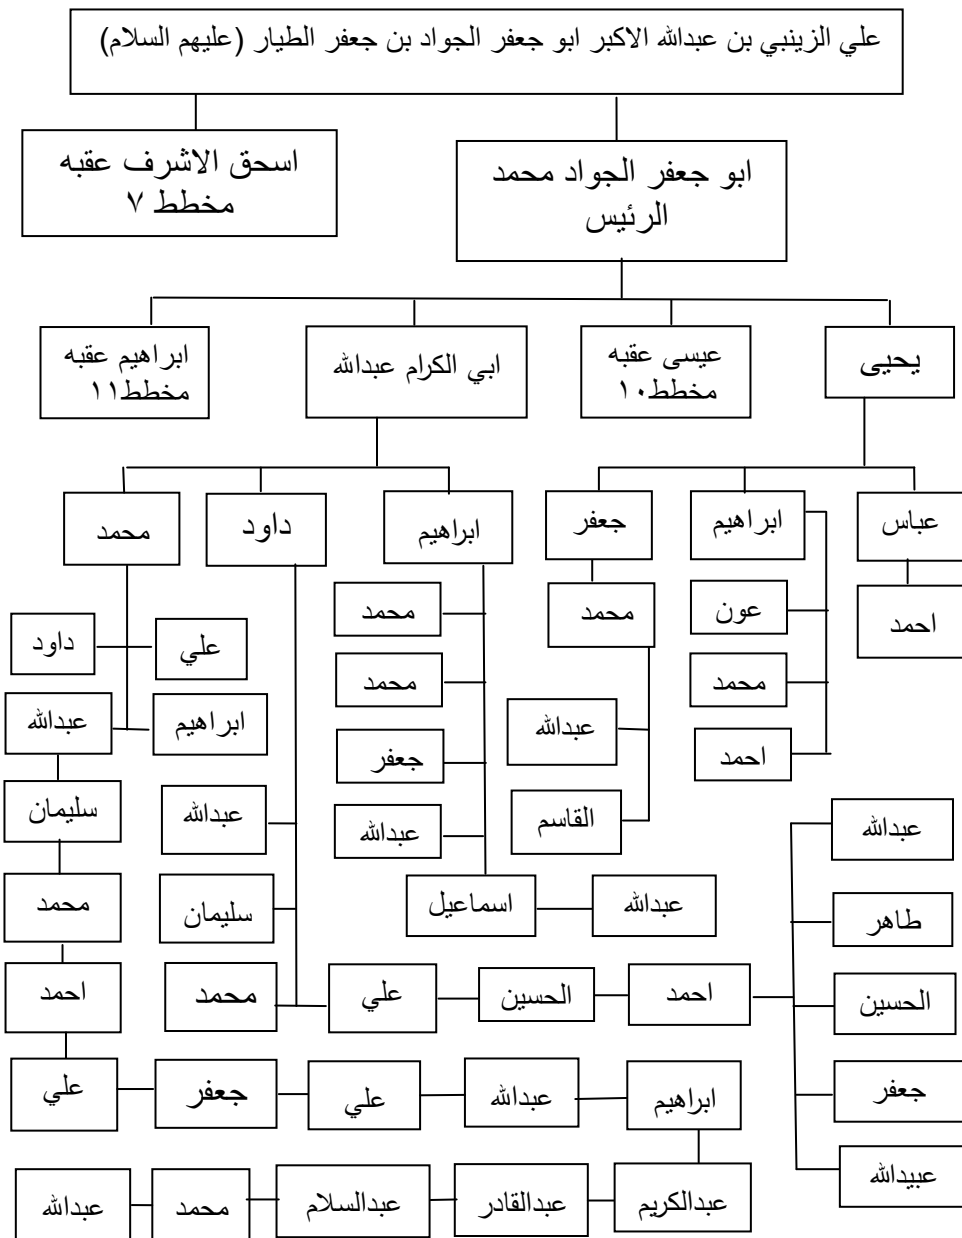 علي الزينبي بن عبدالله الاكبر ابو جعفر الجواد بن جعفر الطيار (عليهم السلام)
ابو جعفر الجواد محمد
الرئيس
اسحق الاشرف عقبه
مخطط ٧
يحيى
عيسى عقبه
مخطط١٠
ابي الكرام عبدالله
ابراهيم عقبه
مخطط١١
عباس
ابراهيم
جعفر
ابراهيم
داود
محمد
احمد
عون
محمد
محمد
علي
داود
محمد
محمد
احمد
عبدالله
جعفر
ابراهيم
عبدالله
عبدالله
القاسم
عبدالله
عبدالله
سليمان
عبدالله
اسماعيل
سليمان
محمد
طاهر
الحسين
احمد
الحسين
علي
محمد
احمد
جعفر
ابراهيم
عبدالله
علي
جعفر
علي
عبيدالله
عبدالكريم
عبدالقادر
عبدالسلام
محمد
عبدالله